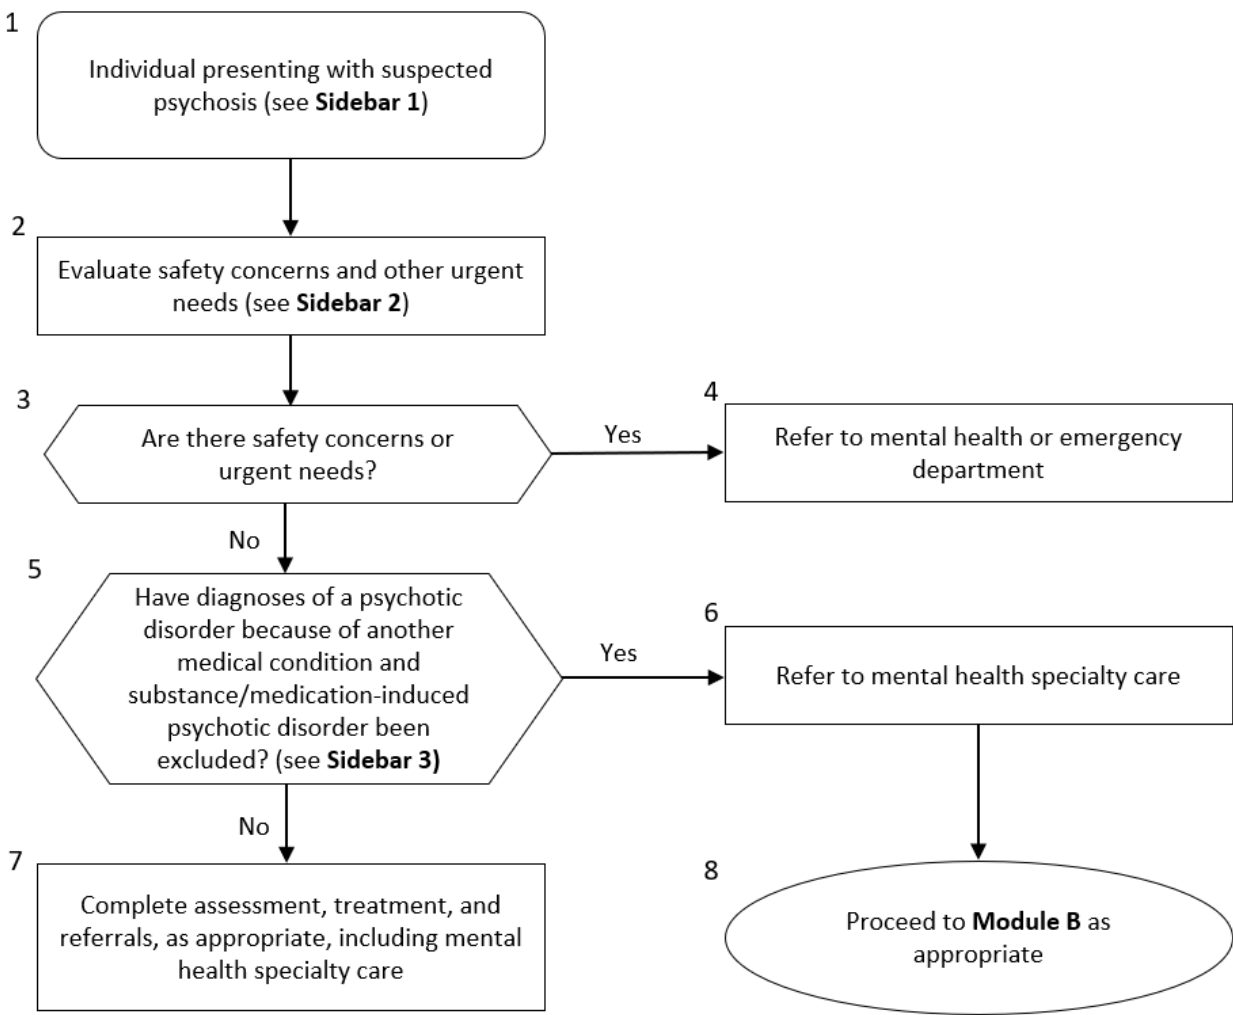 1
Individual presenting with suspected
psychosis (see Sidebar 1)
2
Evaluate safety concerns and other urgent
needs (see Sidebar 2)
3
Are there safety concerns or
urgent needs?
Yes
4
Refer to mental health or emergency
department
No
5
Have diagnoses of a psychotic
disorder because of another
medical condition and
substance/medication-induced
psychotic disorder been
excluded? (see Sidebar 3)
Yes
6
Refer to mental health specialty care
No
7
Complete assessment, treatment, and
referrals, as appropriate, including mental
health specialty care
8
Proceed to Module B as
appropriate